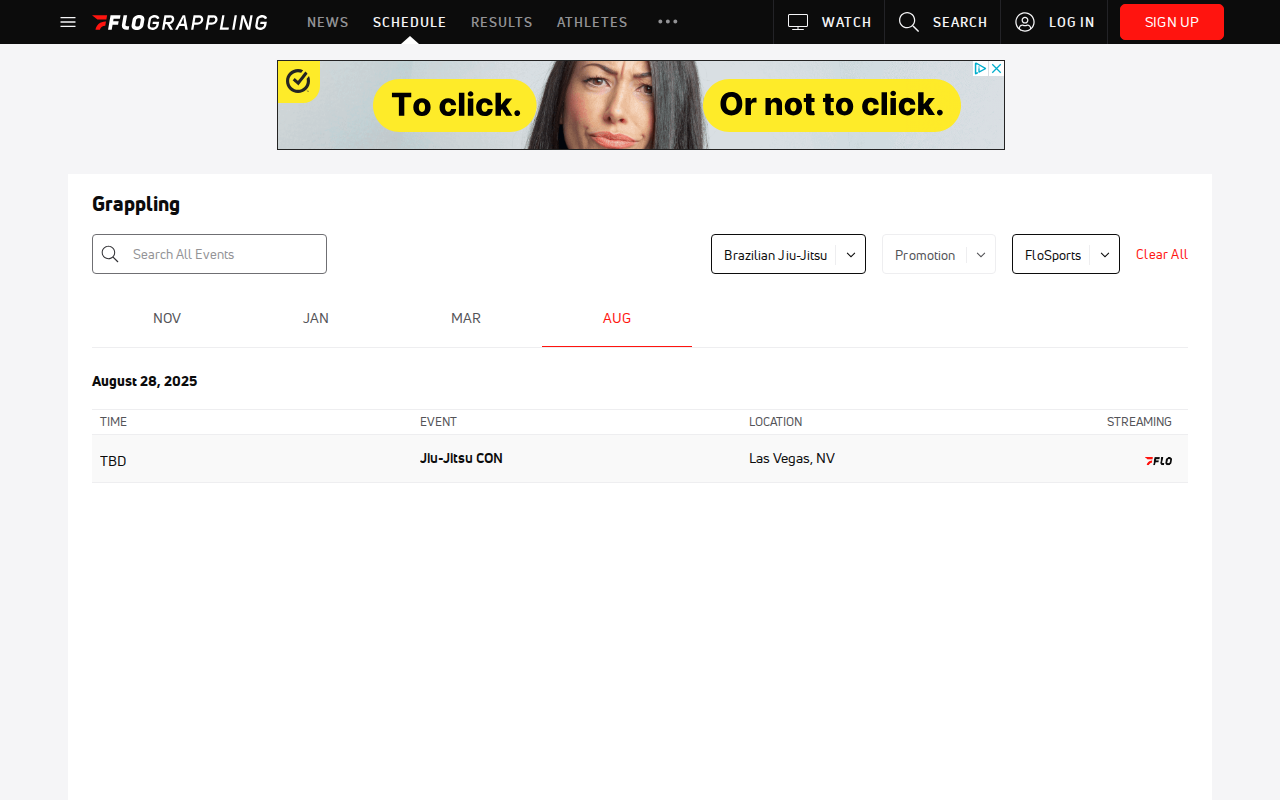 FLOGRAPPLING NEWS SCHEDULE RESULTS ATHLETES ••• WATCH SEARCH LOG IN SIGN UP
To click. Or not to click.
Grappling
Search All Events Brazilian Jiu-Jitsu Promotion FloSports Clear All
NOV JAN MAR AUG
August 28, 2025
TIME EVENT LOCATION STREAMING
TBD Jiu-Jitsu CON Las Vegas, NV FLO